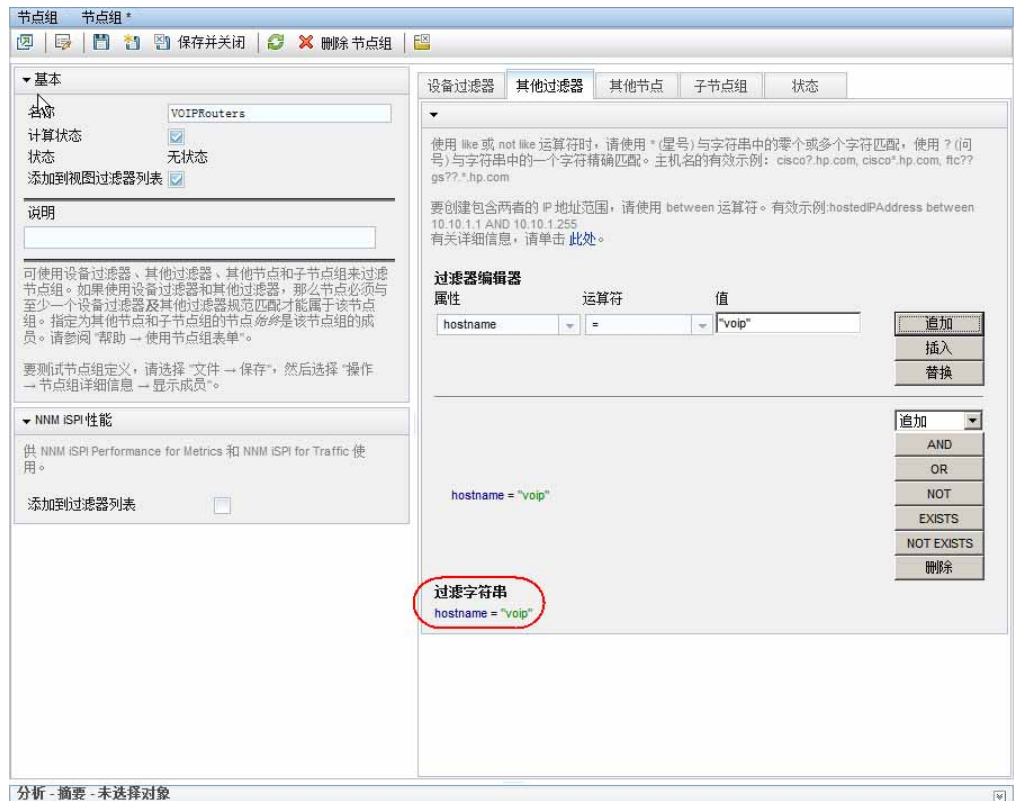 节点组 节点组 *
保存并关闭 删除 节点组
基本
名称 VOIPRouters
计算状态
状态 无状态
添加到视图过滤器列表
说明
可使用设备过滤器、其他过滤器、其他节点和子节点组来过滤
节点组。如果使用设备过滤器和其他过滤器，那么节点必须与
至少一个设备过滤器及其他过滤器规范匹配才能属于该节点
组。指定为其他节点和子节点组的节点始终是该节点组的成
员。请参阅 "帮助 → 使用节点组表单"。
要测试节点组定义，请选择 "文件 → 保存"，然后选择 "操作
→ 节点组详细信息 → 显示成员"。
NNM iSPI 性能
供 NNM iSPI Performance for Metrics 和 NNM iSPI for Traffic 使
用。
添加到过滤器列表
设备过滤器 其他过滤器 其他节点 子节点组 状态
使用 like 或 not like 运算符时，请使用 * (星号) 与字符串中的零个或多个字符匹配，使用 ? (问
号) 与字符串中的一个字符精确匹配。主机名的有效示例：cisco?.hp.com, cisco*.hp.com, ftc??
gs??.*.hp.com
要创建包含两者的 IP 地址范围，请使用 between 运算符。有效示例:hostedIPAddress between
10.10.1.1 AND 10.10.1.255
有关详细信息，请单击 此处。
过滤器编辑器
属性 运算符 值
hostname = "voip" 追加
插入
替换
追加
AND
OR
hostname = "voip" NOT
EXISTS
NOT EXISTS
删除
过滤字符串
hostname = "voip"
分析 - 摘要 - 未选择对象